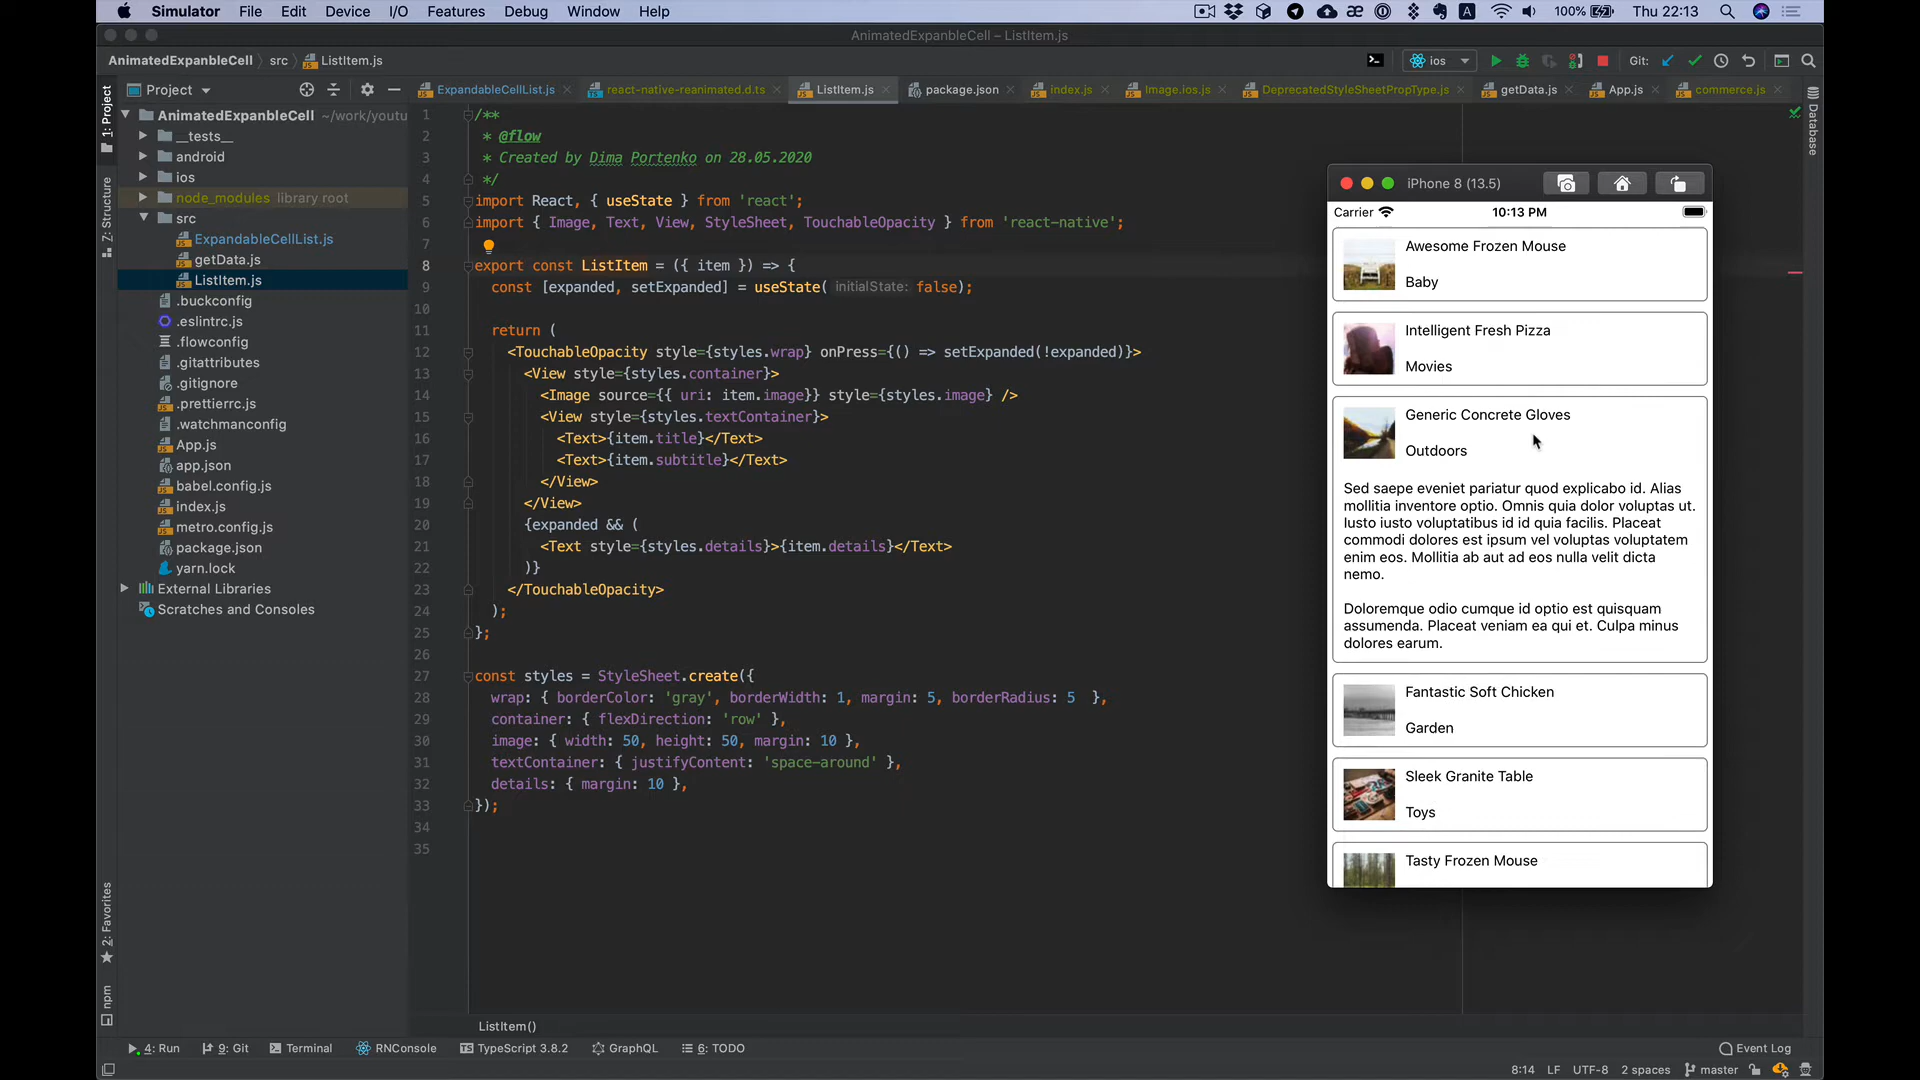 Simulator File Edit Device I/O Features Debug Window Help 100% Thu 22:13
AnimatedExpanbleCell – ListItem.js
AnimatedExpanbleCell src ListItem.js ios Git:
1: Project
Z: Structure
2: Favorites
npm
Database
Project
ExpandableCellList.js react-native-reanimated.d.ts ListItem.js package.json index.js Image.ios.js DeprecatedStyleSheetPropType.js getData.js App.js commerce.js
AnimatedExpanbleCell ~/work/youtu
__tests__
android
ios
node_modules library root
src
ExpandableCellList.js
getData.js
ListItem.js
.buckconfig
.eslintrc.js
.flowconfig
.gitattributes
.gitignore
.prettierrc.js
.watchmanconfig
App.js
app.json
babel.config.js
index.js
metro.config.js
package.json
yarn.lock
External Libraries
Scratches and Consoles
1 /**
2 * @flow
3 * Created by Dima Portenko on 28.05.2020
4 */
5 import React, { useState } from 'react';
6 import { Image, Text, View, StyleSheet, TouchableOpacity } from 'react-native';
7
8 export const ListItem = ({ item }) => {
9 const [expanded, setExpanded] = useState( initialState: false);
10
11 return (
12 <TouchableOpacity style={styles.wrap} onPress={() => setExpanded(!expanded)}>
13 <View style={styles.container}>
14 <Image source={{ uri: item.image}} style={styles.image} />
15 <View style={styles.textContainer}>
16 <Text>{item.title}</Text>
17 <Text>{item.subtitle}</Text>
18 </View>
19 </View>
20 {expanded && (
21 <Text style={styles.details}>{item.details}</Text>
22 )}
23 </TouchableOpacity>
24 );
25 };
26
27 const styles = StyleSheet.create({
28 wrap: { borderColor: 'gray', borderWidth: 1, margin: 5, borderRadius: 5 },
29 container: { flexDirection: 'row' },
30 image: { width: 50, height: 50, margin: 10 },
31 textContainer: { justifyContent: 'space-around' },
32 details: { margin: 10 },
33 });
34
35
iPhone 8 (13.5)
Carrier 10:13 PM
Awesome Frozen Mouse
Baby
Intelligent Fresh Pizza
Movies
Generic Concrete Gloves
Outdoors
Sed saepe eveniet pariatur quod explicabo id. Alias
mollitia inventore optio. Omnis quia dolor voluptas ut.
Iusto iusto voluptatibus id id quia facilis. Placeat
commodi dolores est ipsum vel voluptas voluptatem
enim eos. Mollitia ab aut ad eos nulla velit dicta
nemo.
Doloremque odio cumque id optio est quisquam
assumenda. Placeat veniam ea qui et. Culpa minus
dolores earum.
Fantastic Soft Chicken
Garden
Sleek Granite Table
Toys
Tasty Frozen Mouse
ListItem()
4: Run 9: Git Terminal RNConsole TypeScript 3.8.2 GraphQL 6: TODO Event Log
8:14 LF UTF-8 2 spaces master